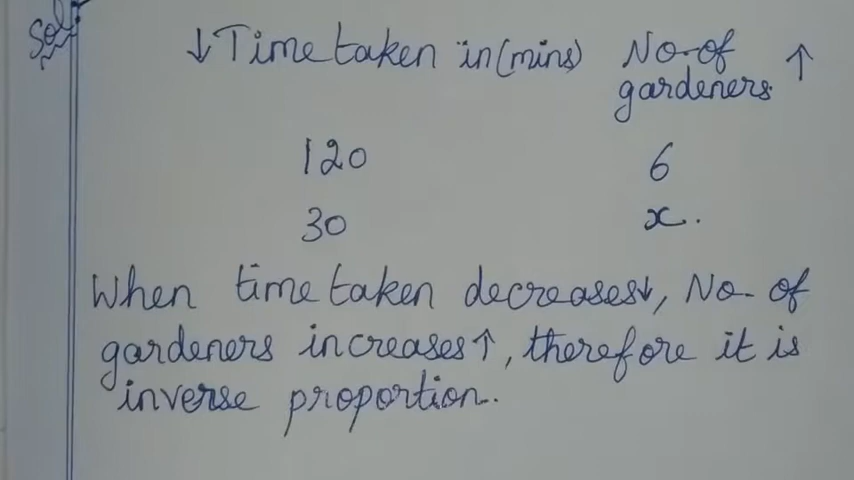 Sol:
↓ Time taken in (mins) No. of gardeners ↑
120 6
30 x.
When time taken decreases↓, No. of
gardeners increases↑, therefore it is
inverse proportion.